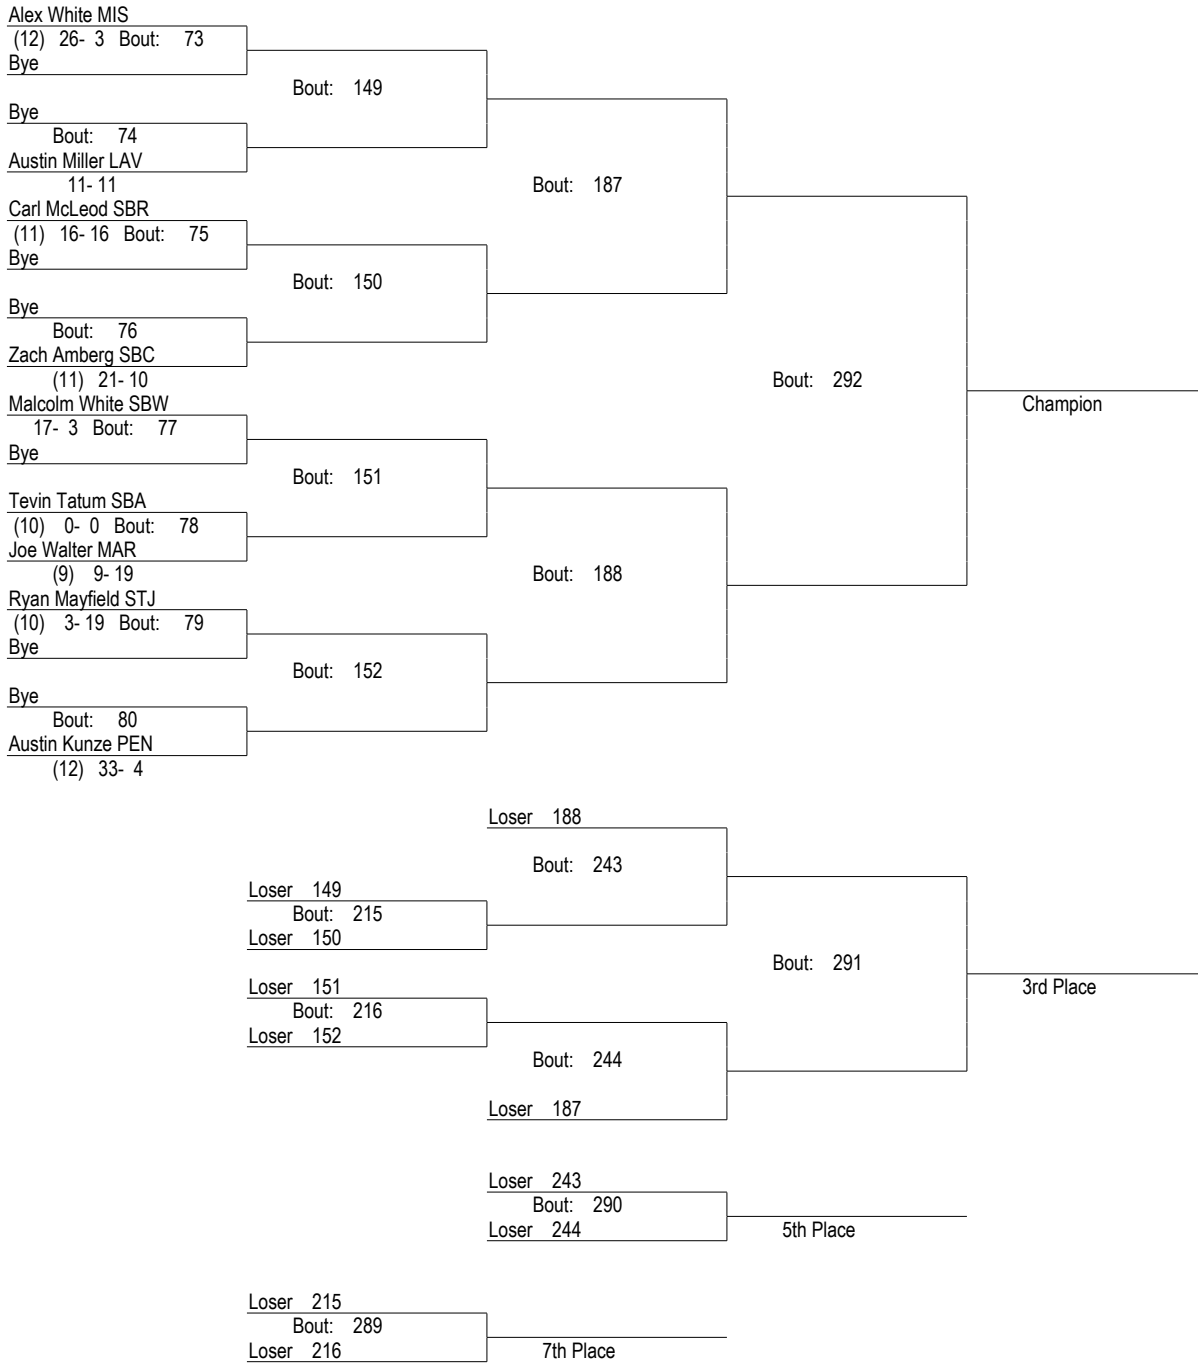 Alex White MIS
(12) 26- 3 Bout: 73
Bye
Bout: 149
Bye
Bout: 74
Austin Miller LAV
11- 11
Bout: 187
Carl McLeod SBR
(11) 16- 16 Bout: 75
Bye
Bout: 150
Bye
Bout: 76
Zach Amberg SBC
(11) 21- 10
Bout: 292
Champion
Malcolm White SBW
17- 3 Bout: 77
Bye
Bout: 151
Tevin Tatum SBA
(10) 0- 0 Bout: 78
Joe Walter MAR
(9) 9- 19
Bout: 188
Ryan Mayfield STJ
(10) 3- 19 Bout: 79
Bye
Bout: 152
Bye
Bout: 80
Austin Kunze PEN
(12) 33- 4
Loser 188
Bout: 243
Loser 149
Bout: 215
Loser 150
Bout: 291
3rd Place
Loser 151
Bout: 216
Loser 152
Bout: 244
Loser 187
Loser 243
Bout: 290
Loser 244
5th Place
Loser 215
Bout: 289
Loser 216
7th Place